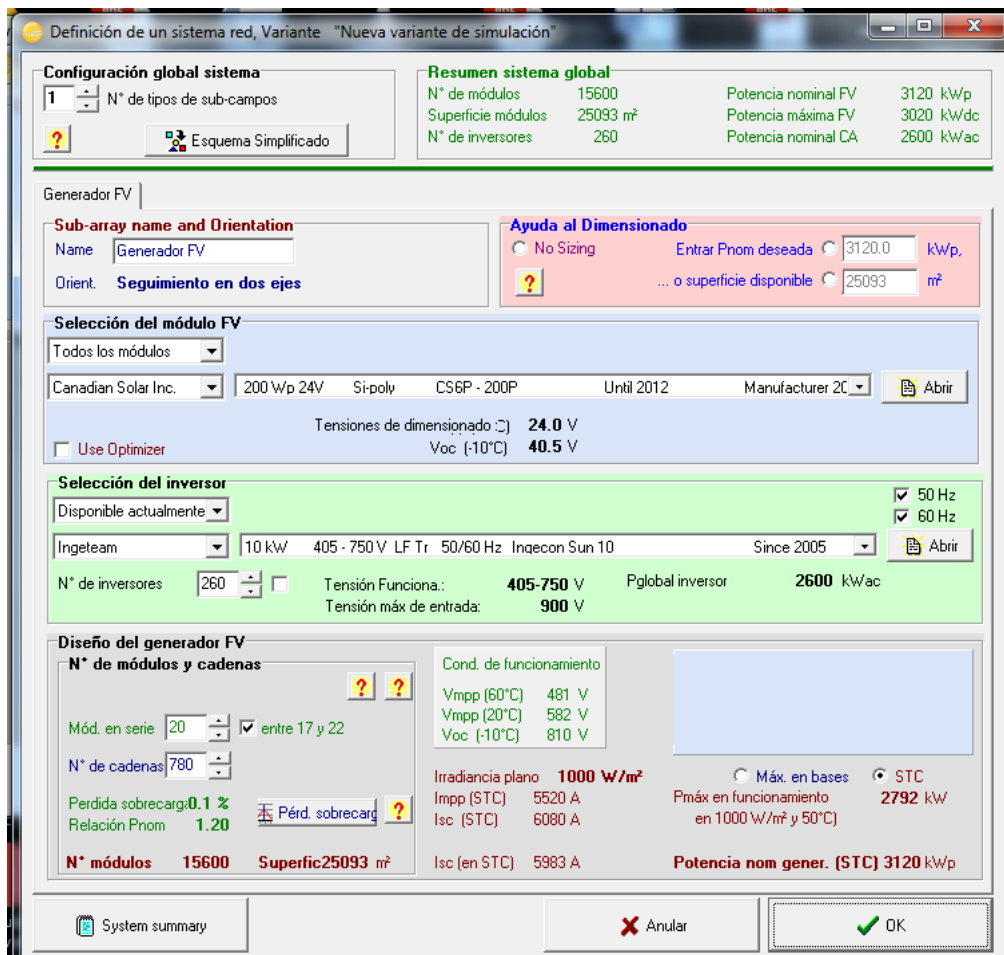 Definición de un sistema red, Variante "Nueva variante de simulación"
Configuración global sistema
1 N° de tipos de sub-campos
? Esquema Simplificado
Resumen sistema global
N° de módulos 15600 Potencia nominal FV 3120 kWp
Superficie módulos 25093 m² Potencia máxima FV 3020 kWdc
N° de inversores 260 Potencia nominal CA 2600 kWac
Generador FV
Sub-array name and Orientation
Name Generador FV
Orient. Seguimiento en dos ejes
Ayuda al Dimensionado
No Sizing Entrar Pnom deseada 3120.0 kWp,
? ... o superficie disponible 25093 m²
Selección del módulo FV
Todos los módulos
Canadian Solar Inc. 200 Wp 24V Si-poly CS6P - 200P Until 2012 Manufacturer 20 Abrir
Tensiones de dimensionado 24.0 V
Use Optimizer Voc (-10°C) 40.5 V
Selección del inversor
Disponible actualmente 50 Hz
60 Hz
Ingeteam 10 kW 405 - 750 V LF Tr 50/60 Hz Ingecon Sun 10 Since 2005 Abrir
N° de inversores 260 Tensión Funciona.: 405-750 V Pglobal inversor 2600 kWac
Tensión máx de entrada: 900 V
Diseño del generador FV
N° de módulos y cadenas
? ?
Mód. en serie 20 entre 17 y 22
N° de cadenas 780
Perdida sobrecarga 0.1 %
Relación Pnom 1.20
Pérd. sobrecarg ?
N° módulos 15600 Superfic 25093 m²
Cond. de funcionamiento
Vmpp (60°C) 481 V
Vmpp (20°C) 582 V
Voc (-10°C) 810 V
Irradiancia plano 1000 W/m²
Impp (STC) 5520 A
Isc (STC) 6080 A
Isc (en STC) 5983 A
Máx. en bases STC
Pmáx en funcionamiento 2792 kW
en 1000 W/m² y 50°C)
Potencia nom gener. (STC) 3120 kWp
System summary Anular OK